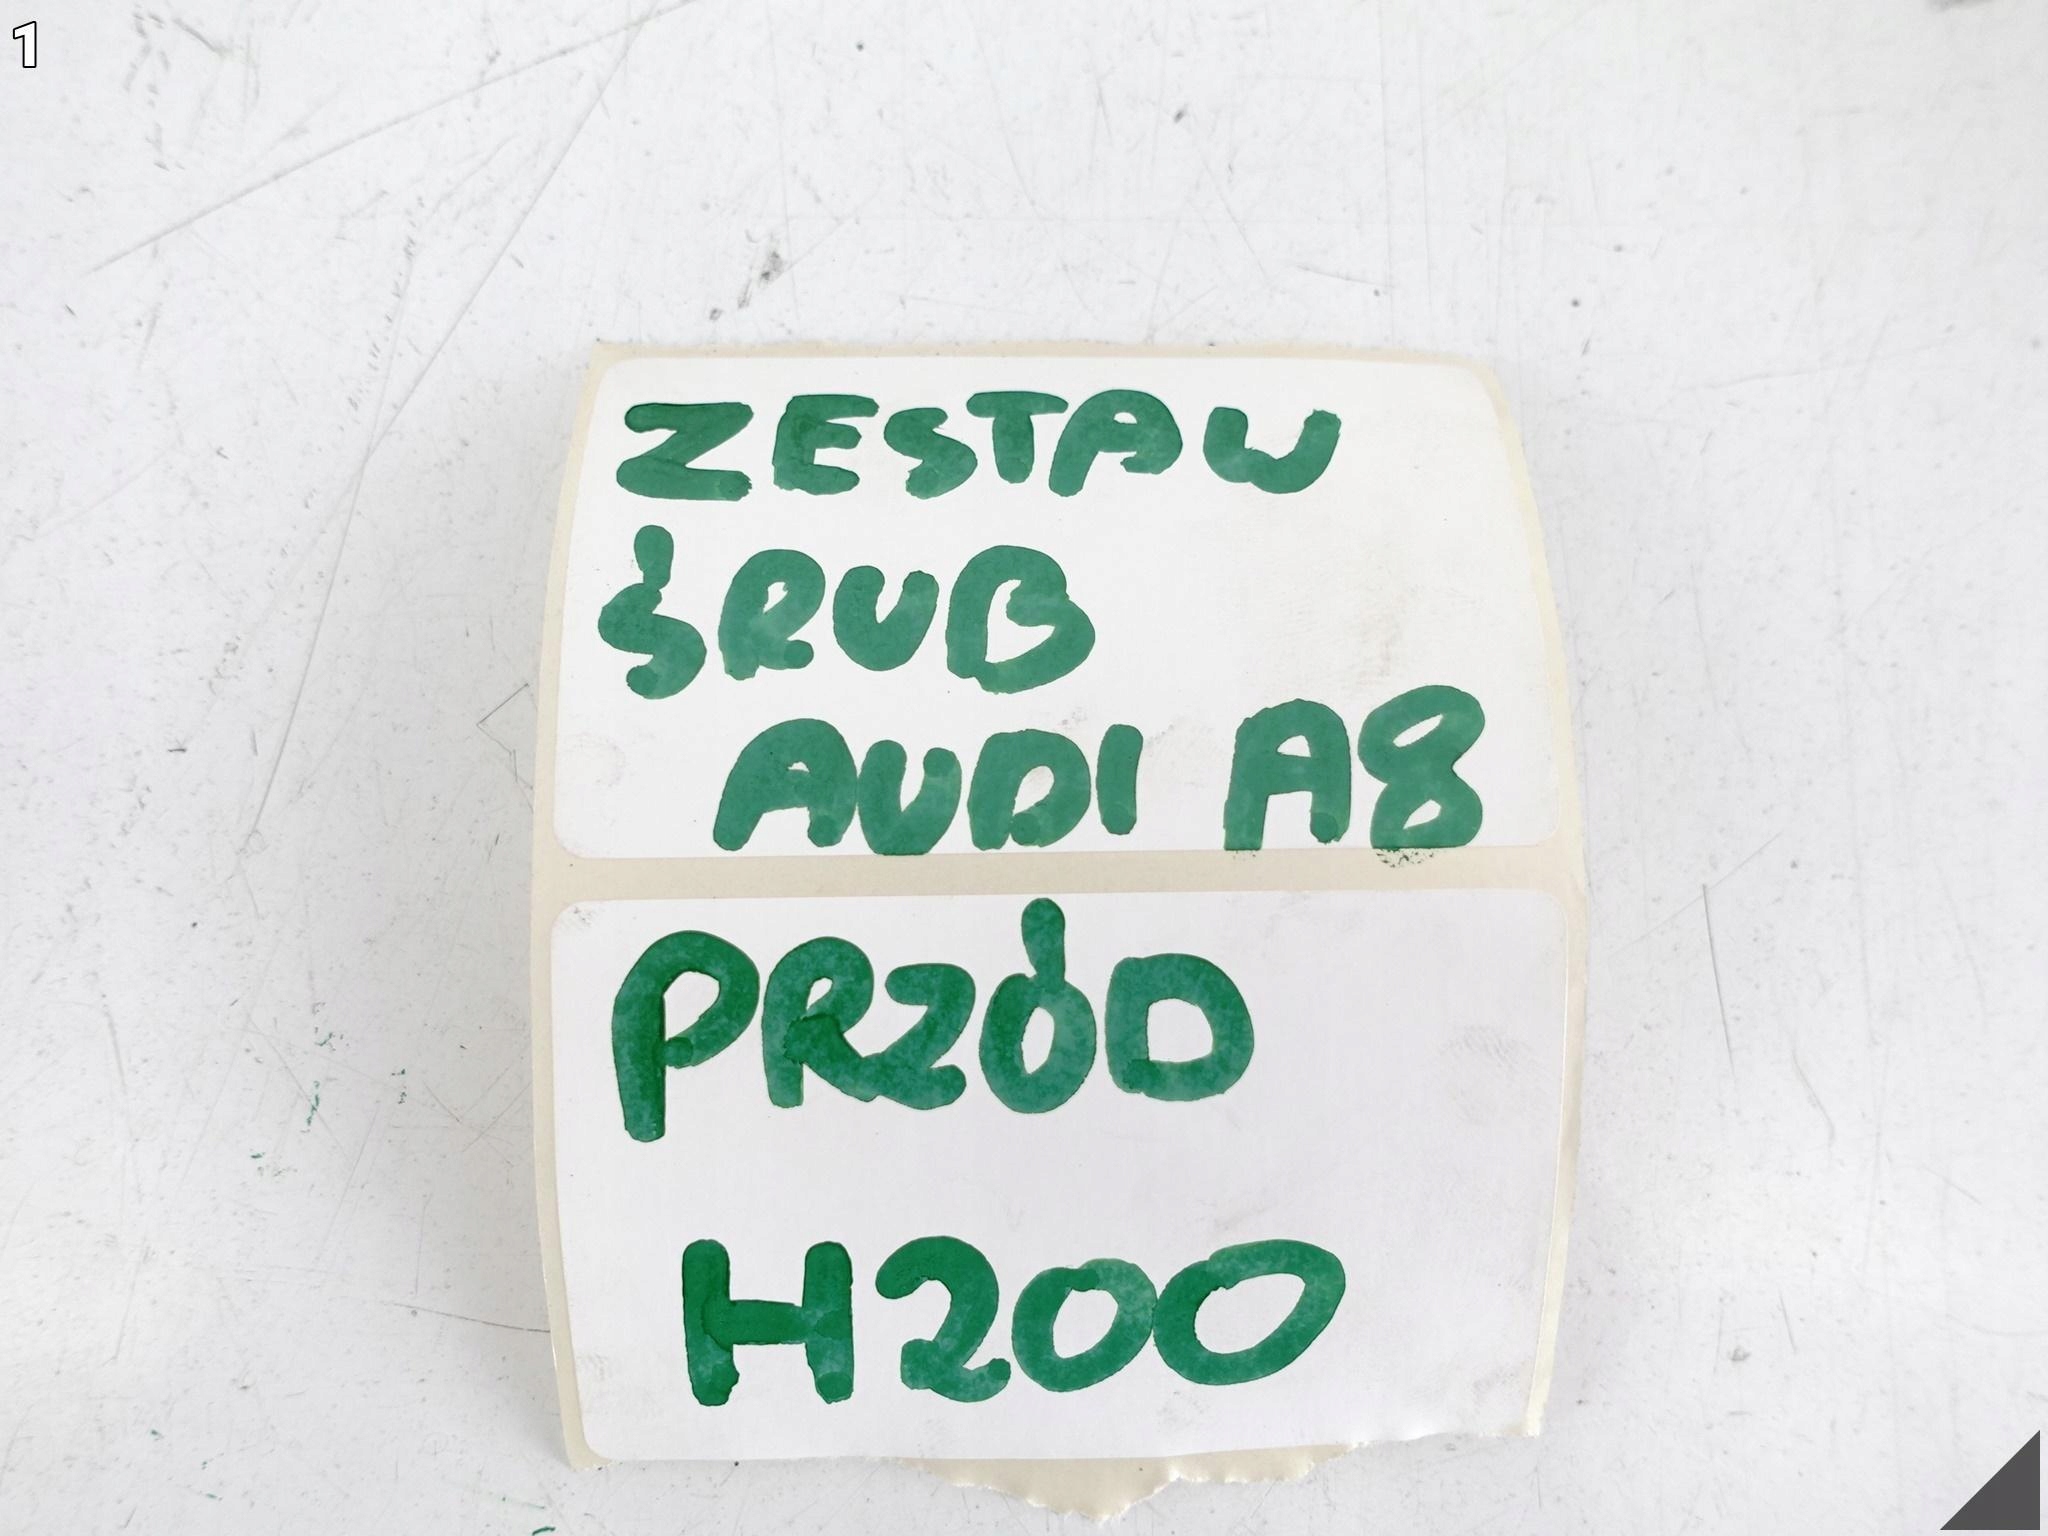 1
ZESTAW
ŚRUB
AUDI A8
PRZÓD
H200